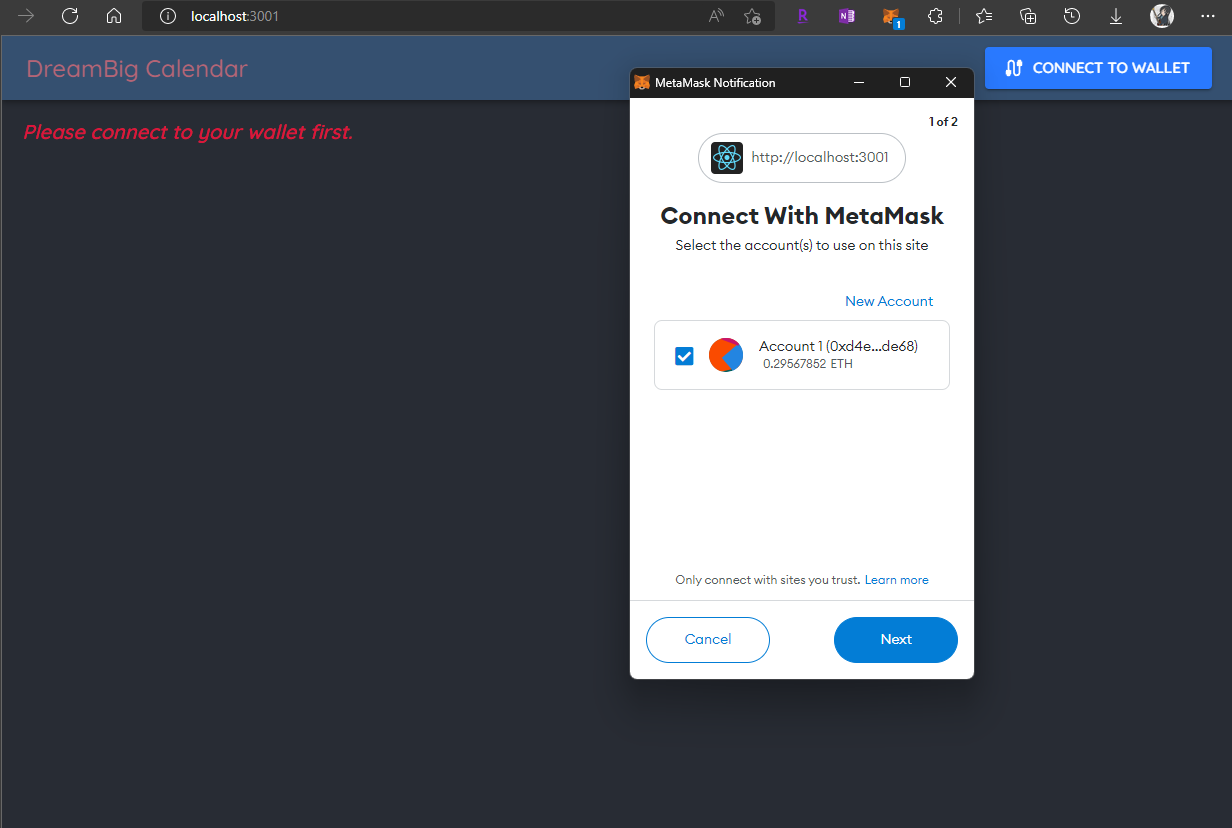 localhost:3001
DreamBig Calendar
CONNECT TO WALLET
Please connect to your wallet first.
MetaMask Notification
1 of 2
http://localhost:3001
Connect With MetaMask
Select the account(s) to use on this site
New Account
Account 1 (0xd4e...de68)
0.29567852 ETH
Only connect with sites you trust. Learn more
Cancel
Next
R
N
1
A